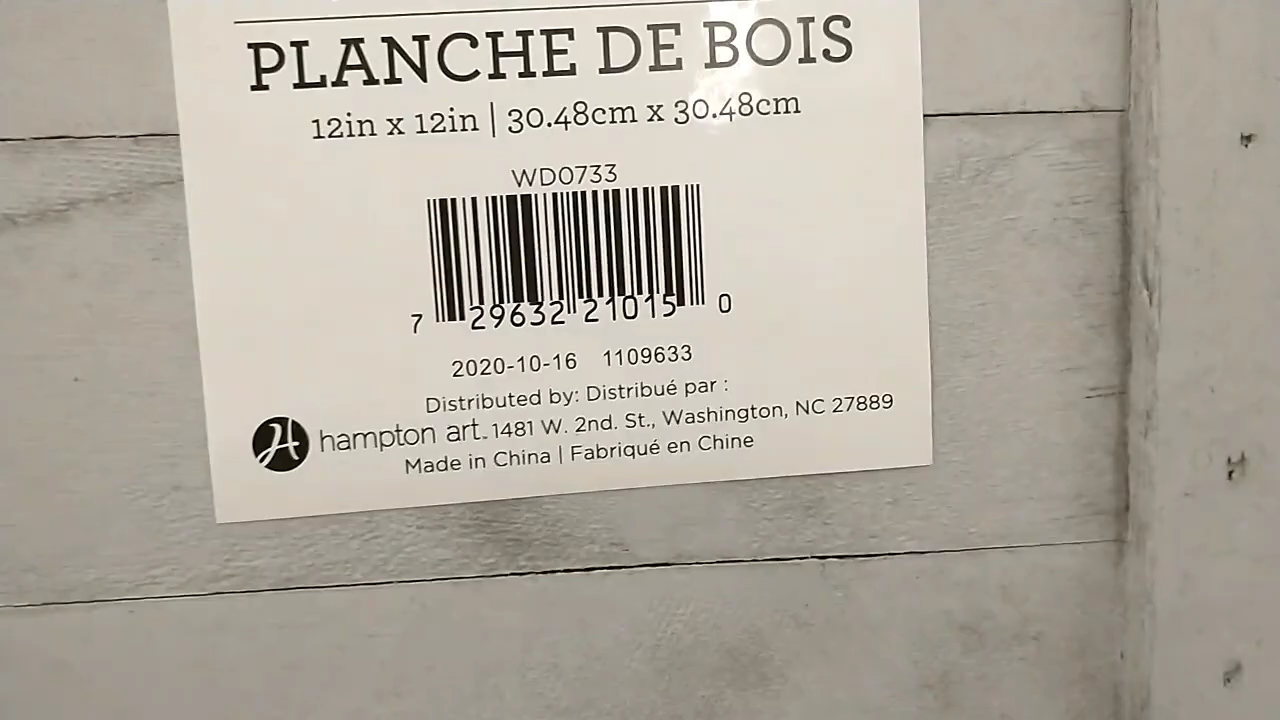 PLANCHE DE BOIS
12in x 12in | 30.48cm x 30.48cm
WD0733
7 29632 21015 0
2020-10-16 1109633
Distributed by: Distribué par :
hampton art. 1481 W. 2nd. St., Washington, NC 27889
Made in China | Fabriqué en Chine